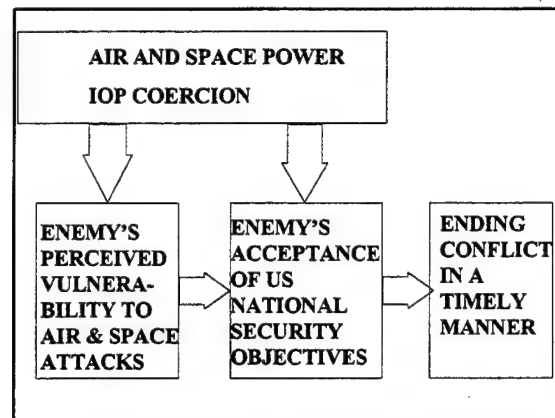 AIR AND SPACE POWER
IOP COERCION
ENEMY'S
PERCEIVED
VULNERA-
BILITY TO
AIR & SPACE
ATTACKS
ENEMY'S
ACCEPTANCE
OF US
NATIONAL
SECURITY
OBJECTIVES
ENDING
CONFLICT
IN A
TIMELY
MANNER